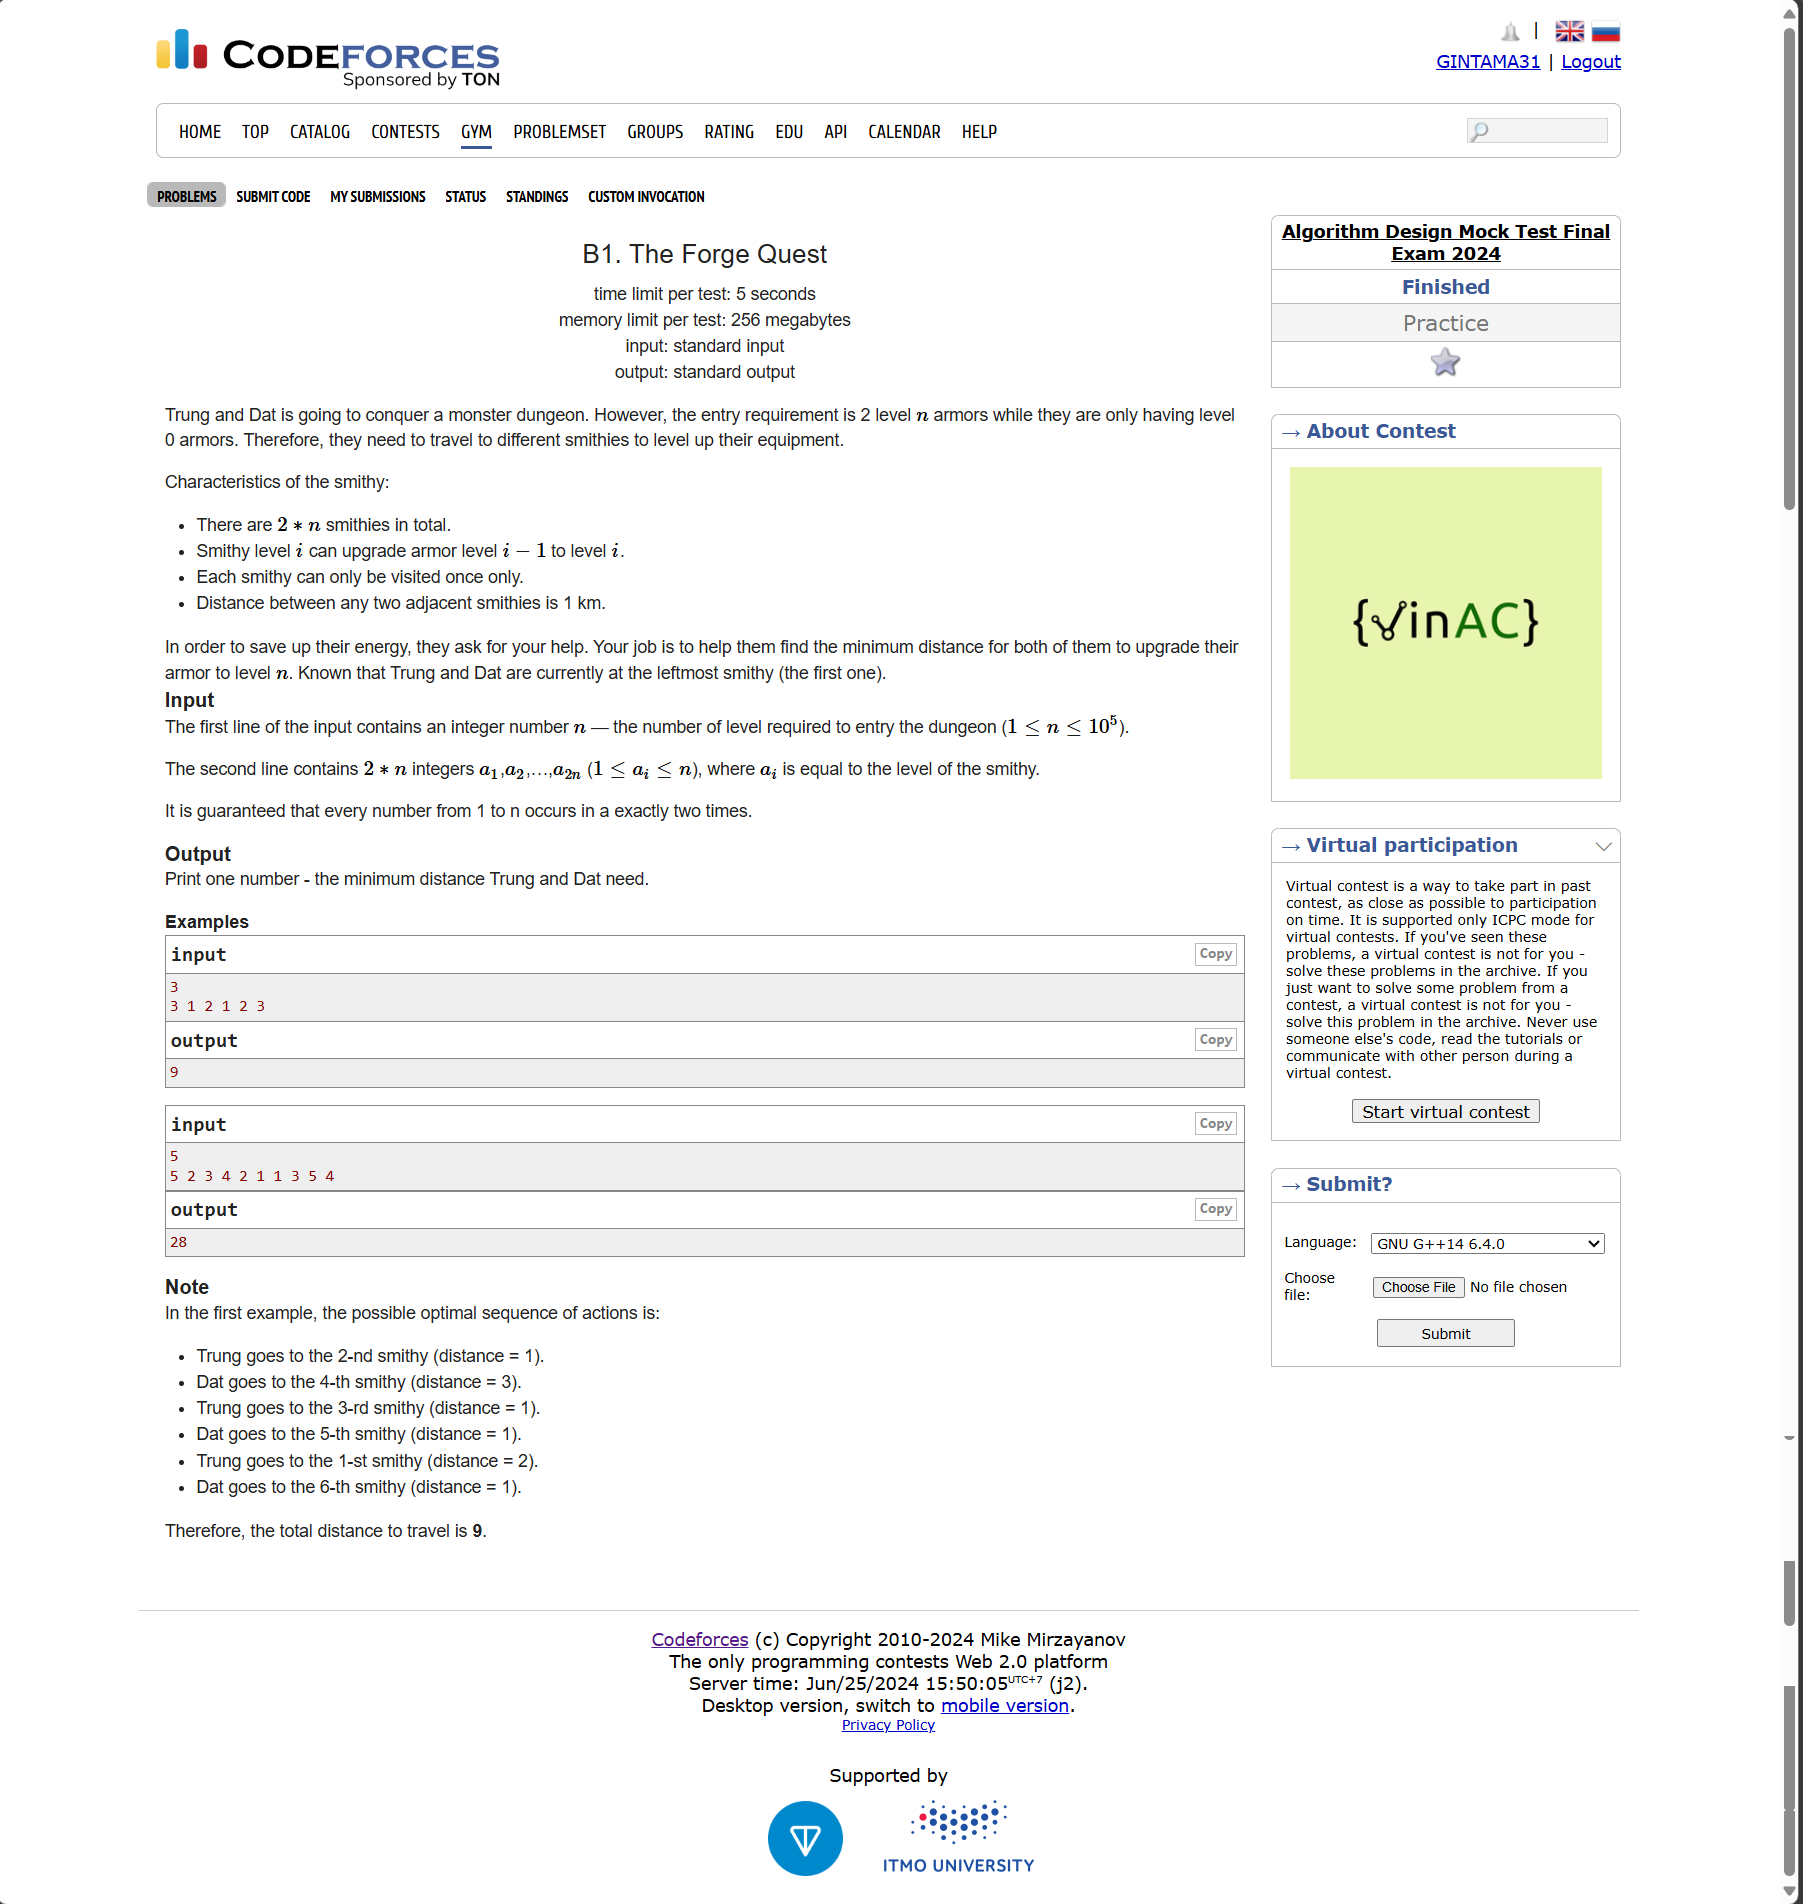 CODEFORCES
Sponsored by TON
|
GINTAMA31 | Logout
HOME TOP CATALOG CONTESTS GYM PROBLEMSET GROUPS RATING EDU API CALENDAR HELP
PROBLEMS SUBMIT CODE MY SUBMISSIONS STATUS STANDINGS CUSTOM INVOCATION
B1. The Forge Quest
time limit per test: 5 seconds
memory limit per test: 256 megabytes
input: standard input
output: standard output
Trung and Dat is going to conquer a monster dungeon. However, the entry requirement is 2 level n armors while they are only having level
0 armors. Therefore, they need to travel to different smithies to level up their equipment.
Characteristics of the smithy:
• There are 2 * n smithies in total.
• Smithy level i can upgrade armor level i − 1 to level i.
• Each smithy can only be visited once only.
• Distance between any two adjacent smithies is 1 km.
In order to save up their energy, they ask for your help. Your job is to help them find the minimum distance for both of them to upgrade their
armor to level n. Known that Trung and Dat are currently at the leftmost smithy (the first one).
Input
The first line of the input contains an integer number n — the number of level required to entry the dungeon (1 ≤ n ≤ 10^5).
The second line contains 2 * n integers a_1,a_2,...,a_2n (1 ≤ a_i ≤ n), where a_i is equal to the level of the smithy.
It is guaranteed that every number from 1 to n occurs in a exactly two times.
Output
Print one number - the minimum distance Trung and Dat need.
Examples
input Copy
3
3 1 2 1 2 3
output Copy
9
input Copy
5
5 2 3 4 2 1 1 3 5 4
output Copy
28
Note
In the first example, the possible optimal sequence of actions is:
• Trung goes to the 2-nd smithy (distance = 1).
• Dat goes to the 4-th smithy (distance = 3).
• Trung goes to the 3-rd smithy (distance = 1).
• Dat goes to the 5-th smithy (distance = 1).
• Trung goes to the 1-st smithy (distance = 2).
• Dat goes to the 6-th smithy (distance = 1).
Therefore, the total distance to travel is 9.
Algorithm Design Mock Test Final
Exam 2024
Finished
Practice
→ About Contest
{VinAC}
→ Virtual participation
Virtual contest is a way to take part in past
contest, as close as possible to participation
on time. It is supported only ICPC mode for
virtual contests. If you've seen these
problems, a virtual contest is not for you -
solve these problems in the archive. If you
just want to solve some problem from a
contest, a virtual contest is not for you -
solve this problem in the archive. Never use
someone else's code, read the tutorials or
communicate with other person during a
virtual contest.
Start virtual contest
→ Submit?
Language: GNU G++14 6.4.0
Choose
file: Choose File No file chosen
Submit
Codeforces (c) Copyright 2010-2024 Mike Mirzayanov
The only programming contests Web 2.0 platform
Server time: Jun/25/2024 15:50:05UTC+7 (j2).
Desktop version, switch to mobile version.
Privacy Policy
Supported by
ITMO UNIVERSITY